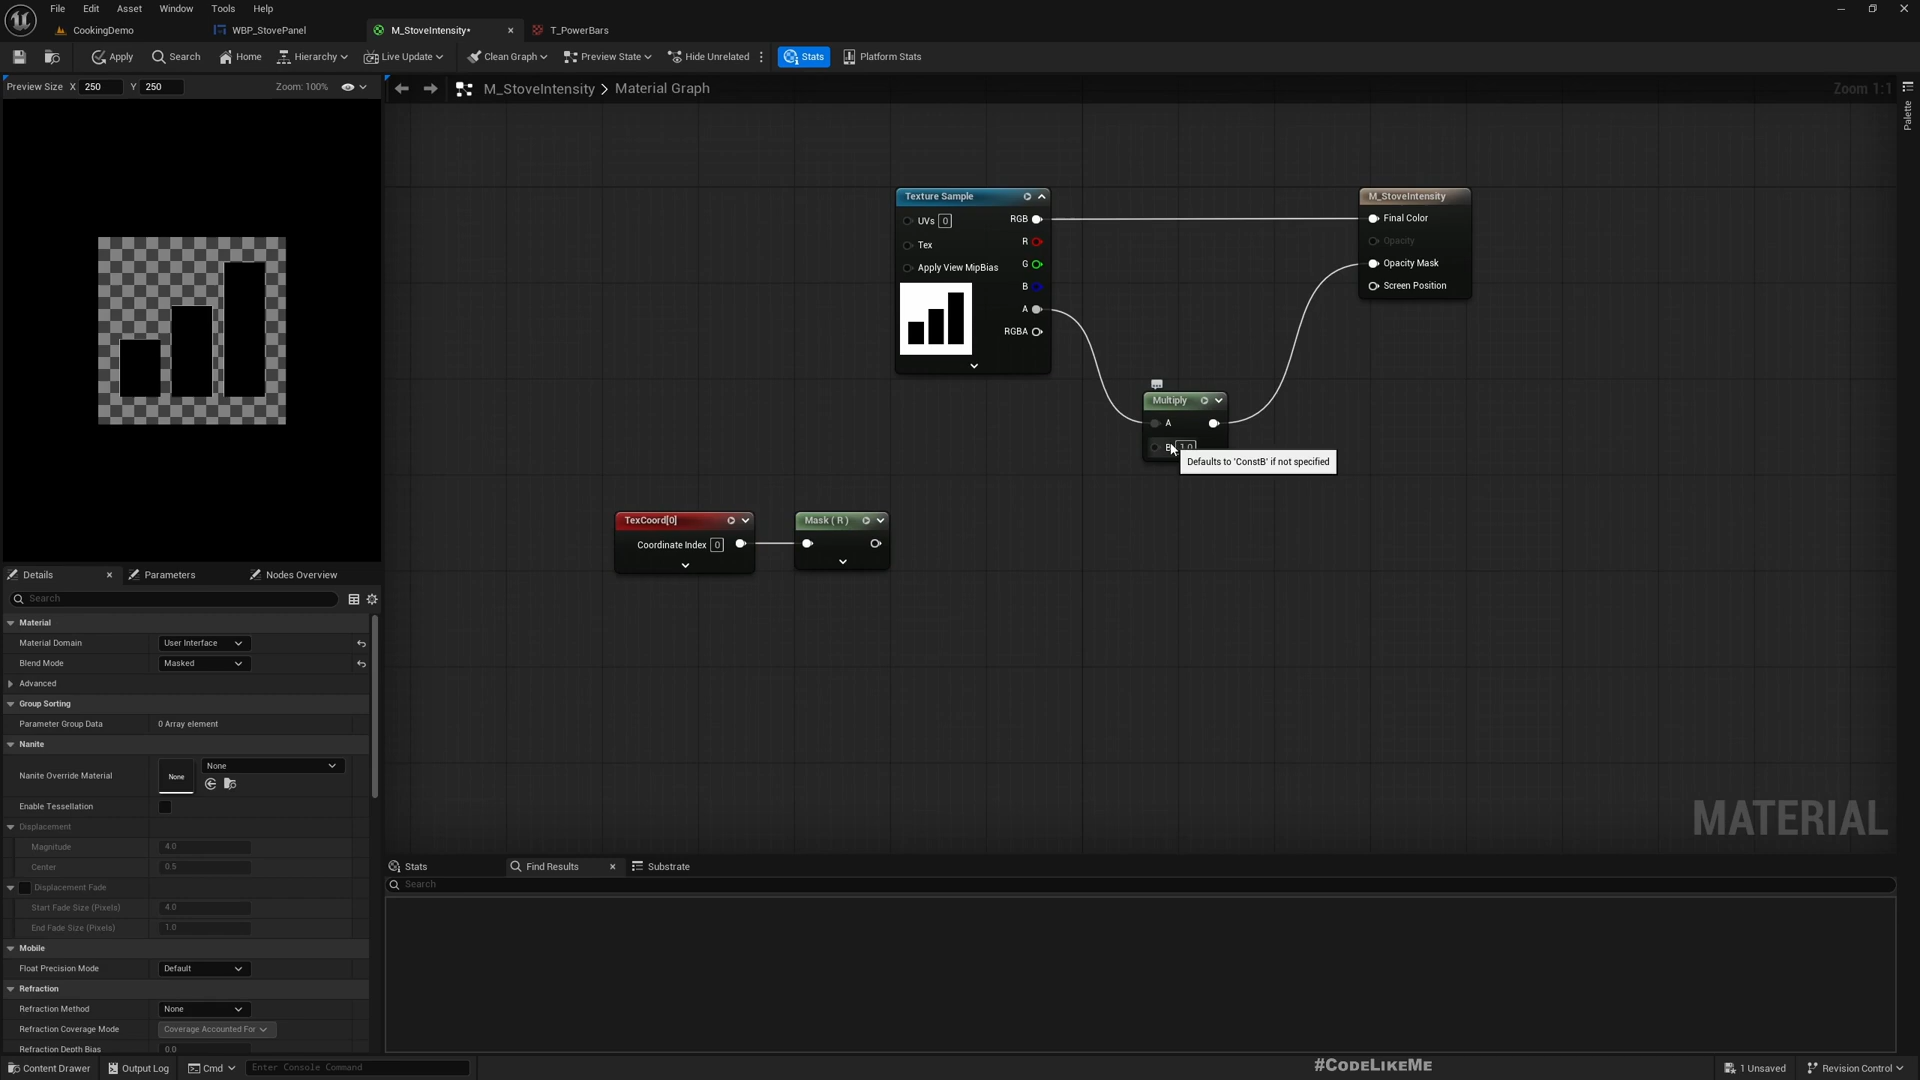 File Edit Asset Window Tools Help
CookingDemo WBP_StovePanel M_StoveIntensity• T_PowerBars
Apply Search Home Hierarchy Live Update Clean Graph Preview State Hide Unrelated Stats Platform Stats
Preview Size X 250 Y 250 Zoom: 100%
M_StoveIntensity > Material Graph Zoom 1:1
Palette
Texture Sample
UVs 0 RGB
R
Tex
Apply View MipBias G
B
A
RGBA
M_StoveIntensity
Final Color
Opacity
Opacity Mask
Screen Position
Multiply
A
B 1.0
Defaults to 'ConstB' if not specified
TexCoord[0]
Coordinate Index 0
Mask ( R )
MATERIAL
Details Parameters Nodes Overview
Search
Material
Material Domain User Interface
Blend Mode Masked
Advanced
Group Sorting
Parameter Group Data 0 Array element
Nanite
Nanite Override Material None None
Enable Tessellation
Displacement
Magnitude 4.0
Center 0.5
Displacement Fade
Start Fade Size (Pixels) 4.0
End Fade Size (Pixels) 1.0
Mobile
Float Precision Mode Default
Refraction
Refraction Method None
Refraction Coverage Mode Coverage Accounted For
Refraction Depth Bias 0.0
Stats Find Results Substrate
Search
Content Drawer Output Log Cmd Enter Console Command
#CODELIKEME
1 Unsaved Revision Control